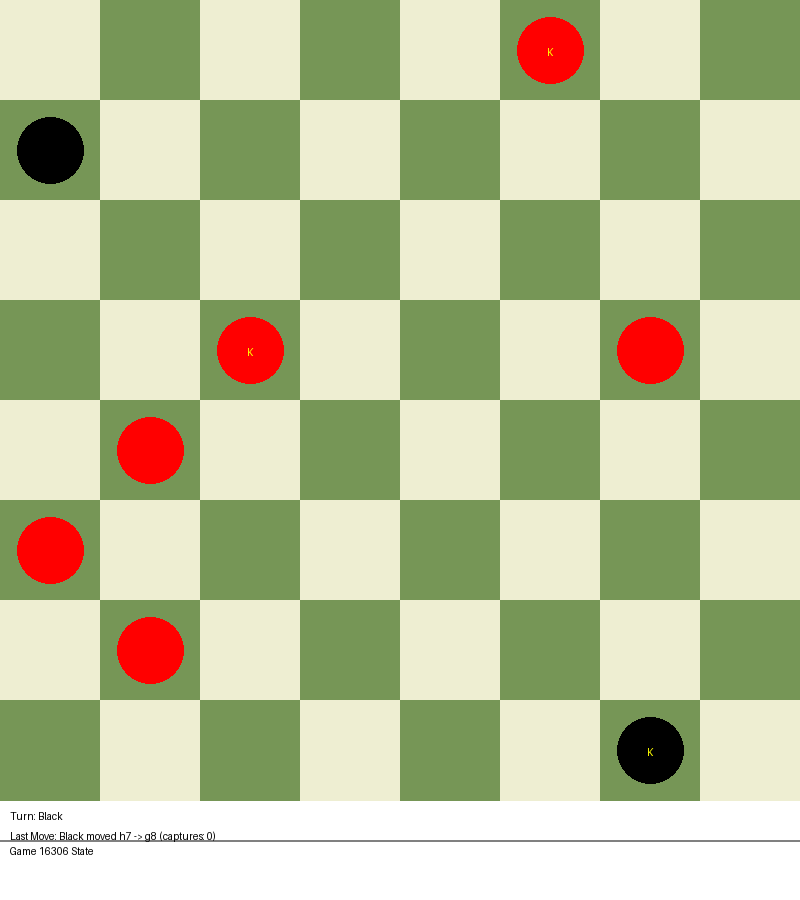 K
K
K
Turn: Black
Last Move: Black moved h7 -> g8 (captures: 0)
Game 16306 State